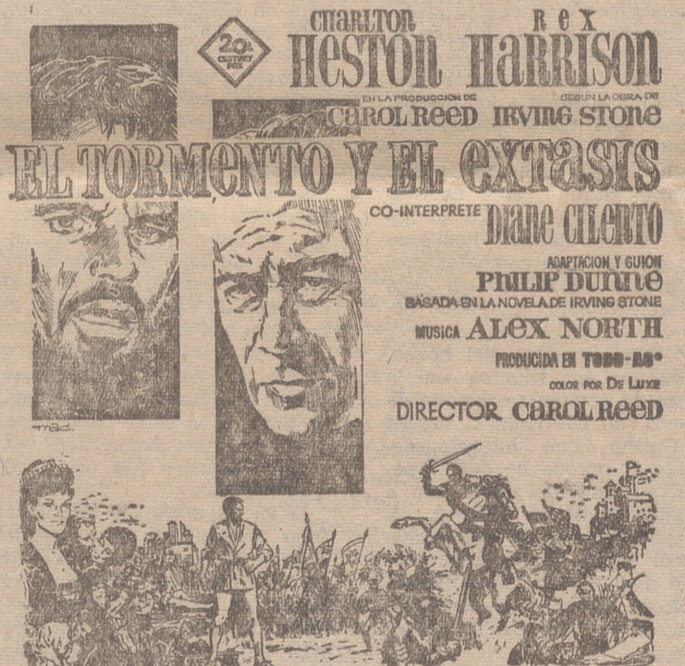 20th
CENTURY
FOX
CHARLTON
HESTON
REX
HARRISON
EN LA PRODUCCION DE
CAROL REED
SEGUN LA OBRA DE
IRVING STONE
EL TORMENTO Y EL EXTASIS
CO-INTERPRETE DIANE CILENTO
ADAPTACION Y GUION
PHILIP DUNNE
BASADA EN LA NOVELA DE IRVING STONE
MUSICA ALEX NORTH
PRODUCIDA EN TODD-AO
COLOR POR DE LUXE
DIRECTOR CAROL REED
mac.